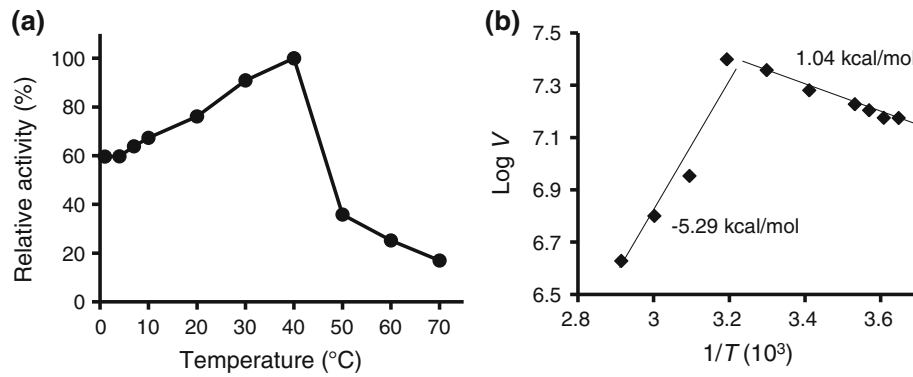 (a)
100
80
60
40
20
0
Relative activity (%)
0 10 20 30 40 50 60 70
Temperature (°C)
(b)
7.5
7.3
7.1
6.9
6.7
6.5
Log V
1.04 kcal/mol
-5.29 kcal/mol
2.8 3 3.2 3.4 3.6
1/T (10³)